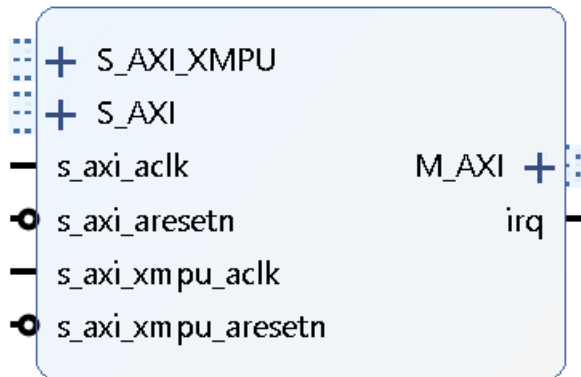 S_AXI_XMPU
S_AXI
s_axi_aclk
M_AXI
s_axi_aresetn
irq
s_axi_xmpu_aclk
s_axi_xmpu_aresetn